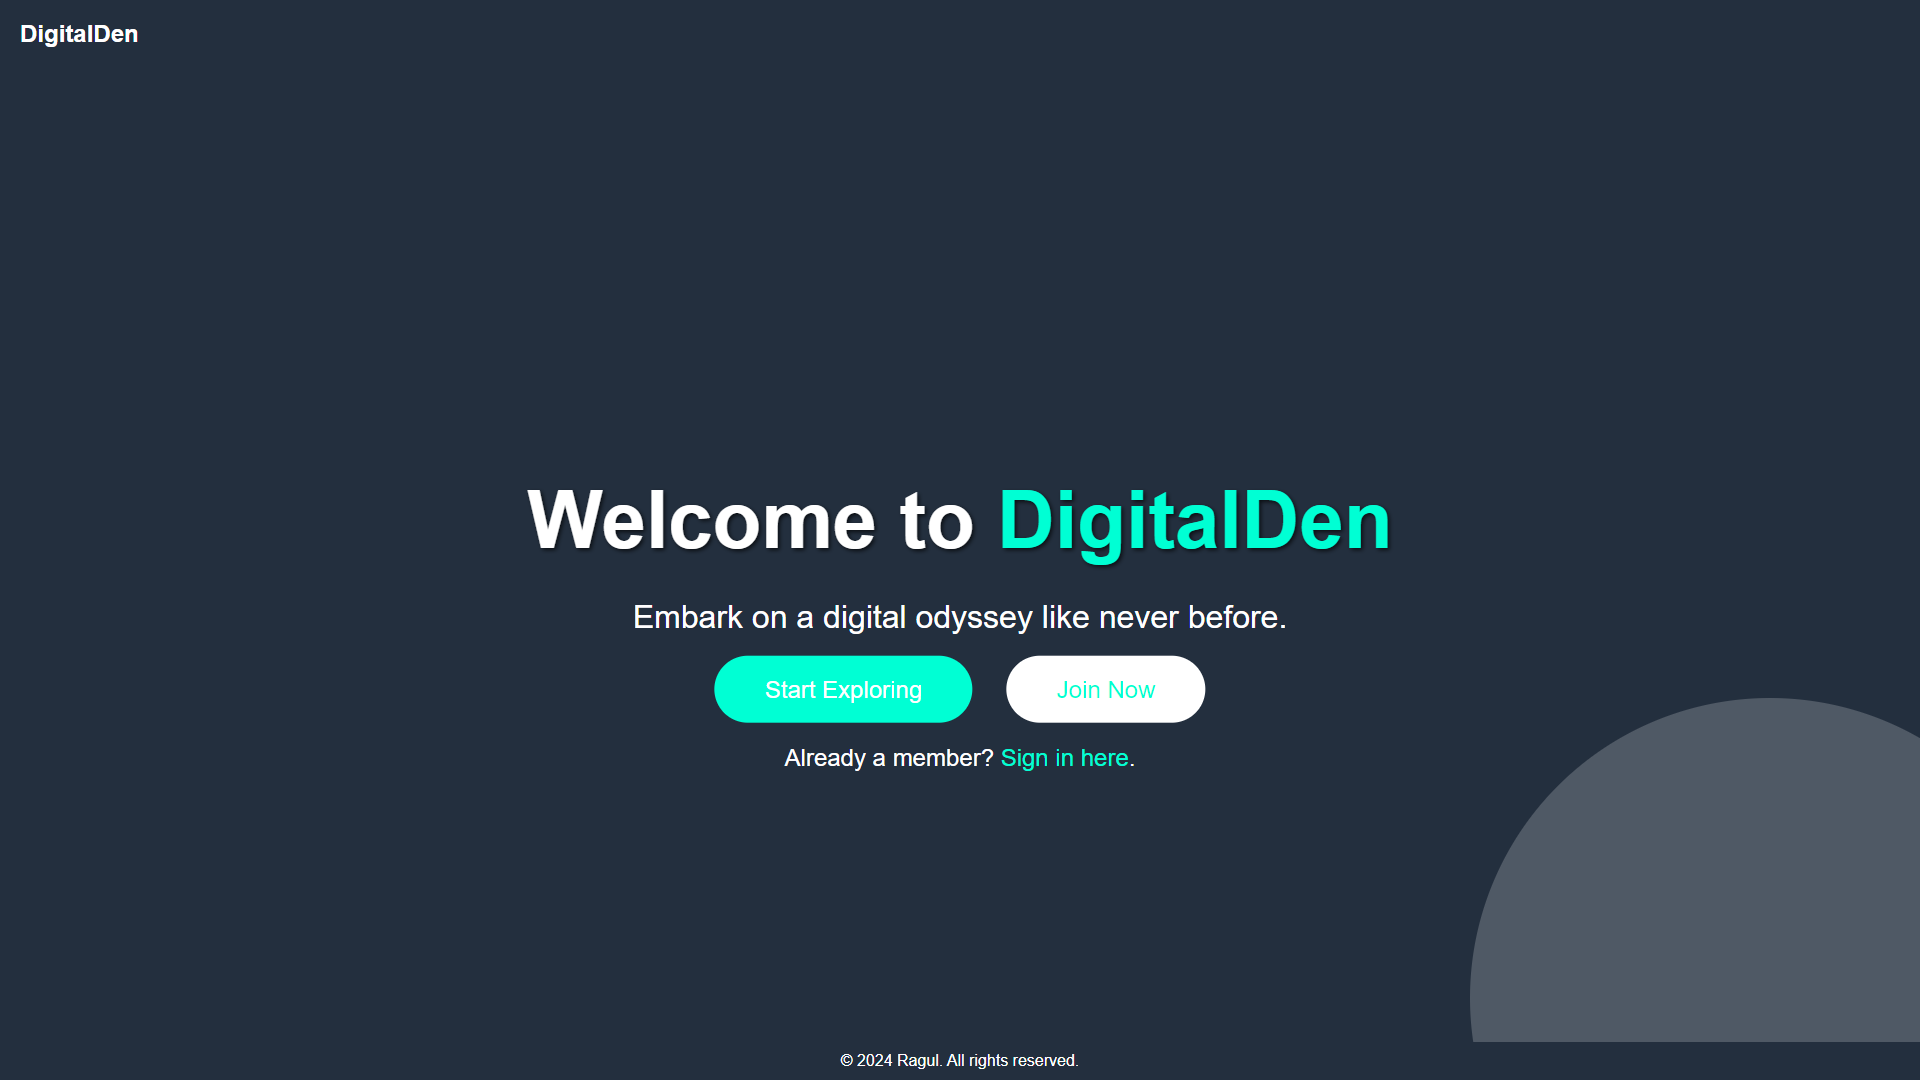 DigitalDen
Welcome to DigitalDen
Embark on a digital odyssey like never before.
Start Exploring
Join Now
Already a member? Sign in here.
© 2024 Ragul. All rights reserved.